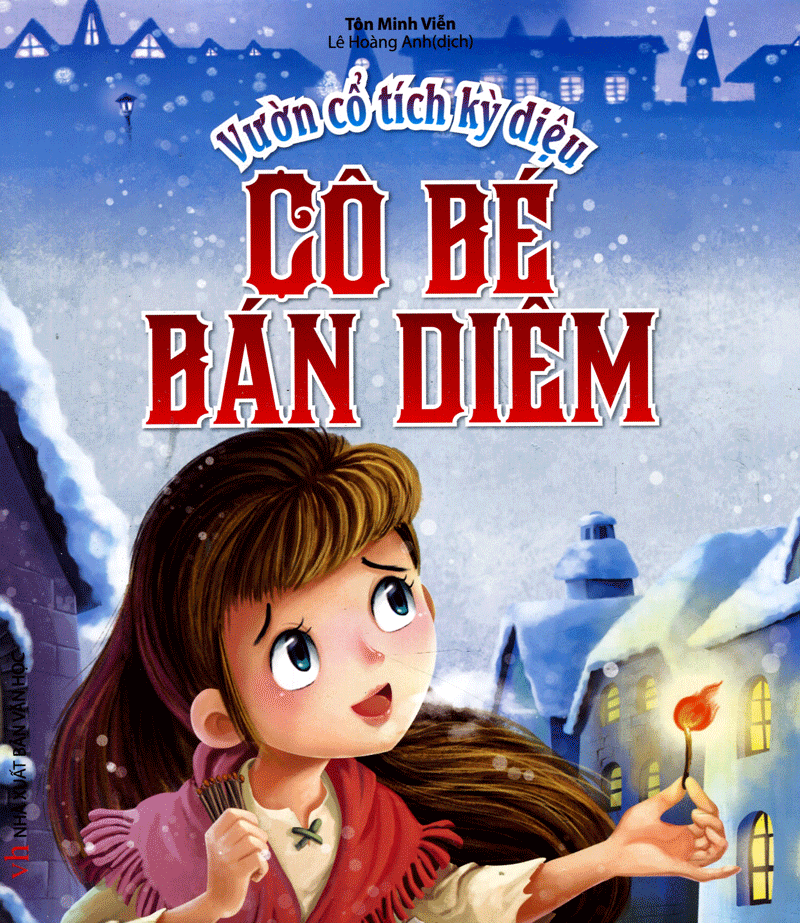 Tôn Minh Viễn
Lê Hoàng Anh(dịch)
Vườn cổ tích kỳ diệu
CÔ BÉ
BÁN DIÊM
vh NHÀ XUẤT BẢN VĂN HỌC